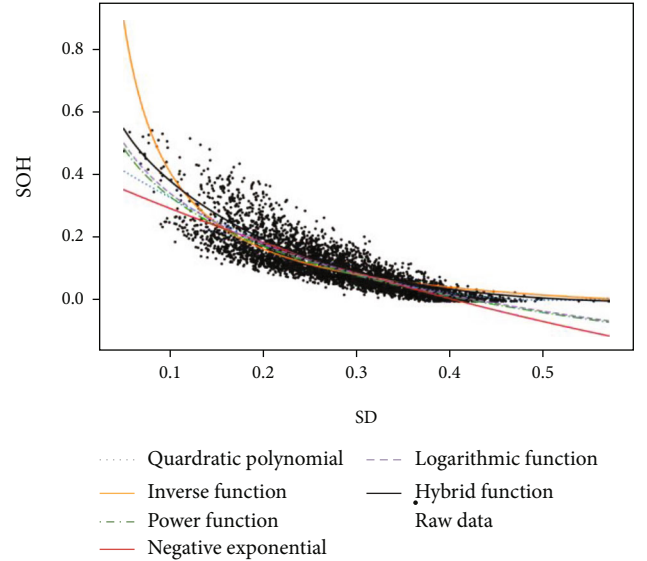 0.8
0.6
0.4
0.2
0.0
SOH
0.1 0.2 0.3 0.4 0.5
SD
Quardratic polynomial
Inverse function
Power function
Negative exponential
Logarithmic function
Hybrid function
Raw data